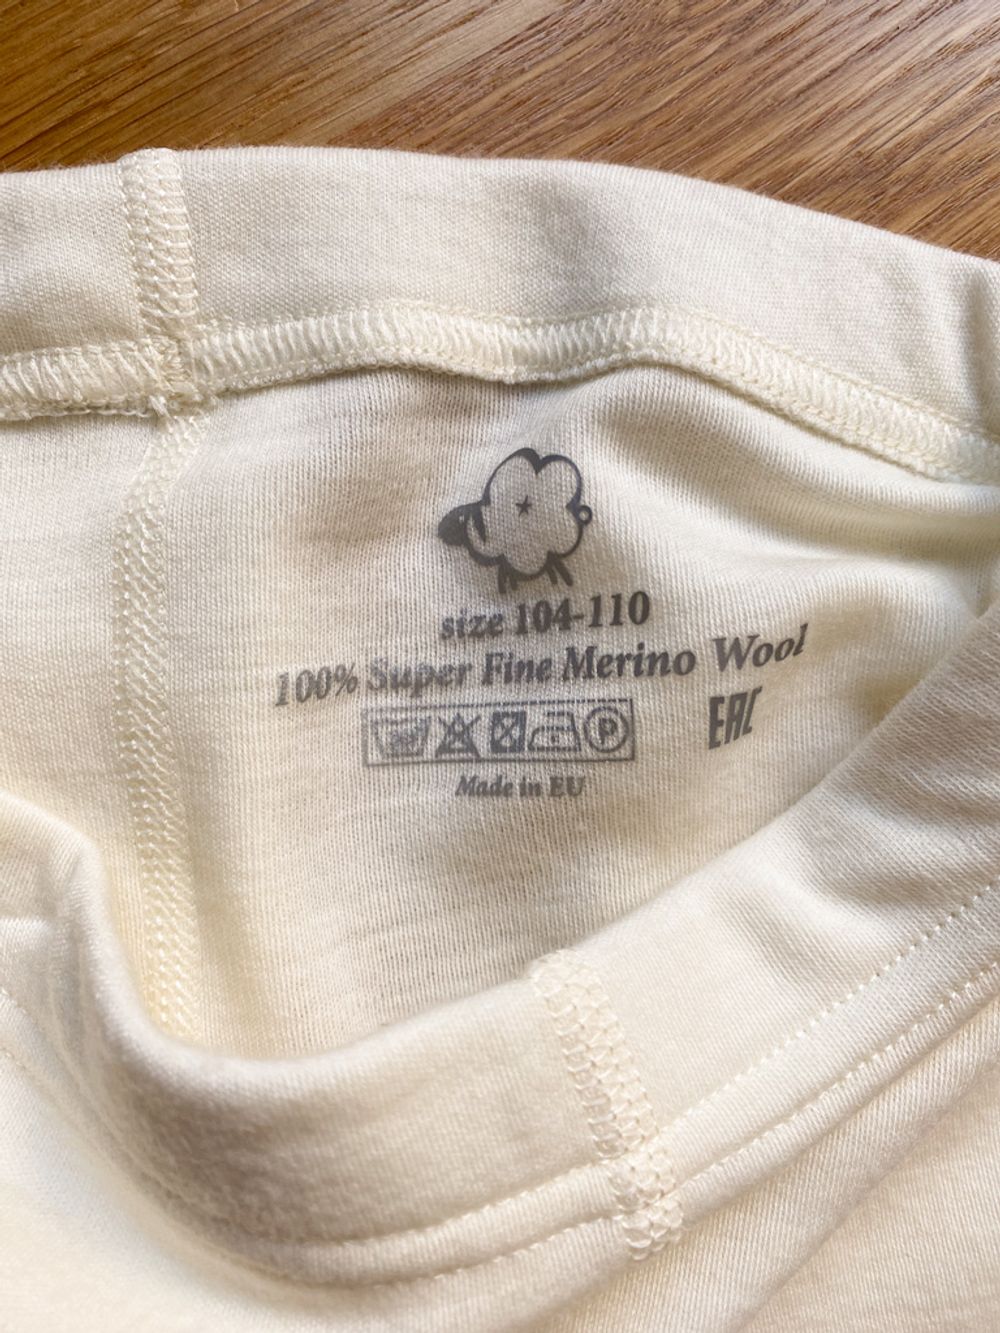 size 104-110
100% Super Fine Merino Wool
P
EAC
Made in EU